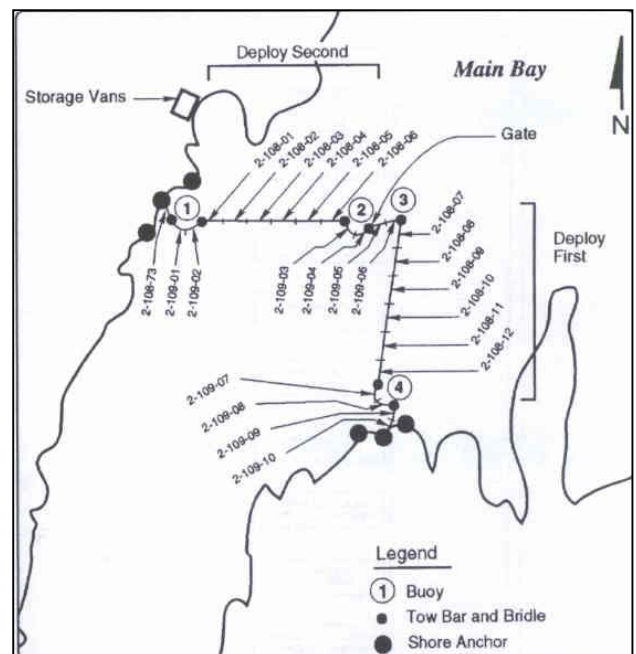 Deploy Second
Main Bay
Storage Vans
N
2-108-01
2-108-02
2-108-03
2-108-04
2-108-05
2-108-06
Gate
1
2
3
2-108-07
2-108-08
2-108-09
2-108-10
2-108-11
2-108-12
Deploy
First
2-108-73
2-109-01
2-109-02
2-109-03
2-109-04
2-109-05
2-109-06
2-109-07
2-109-08
2-109-09
2-109-10
4
Legend
1 Buoy
Tow Bar and Bridle
Shore Anchor